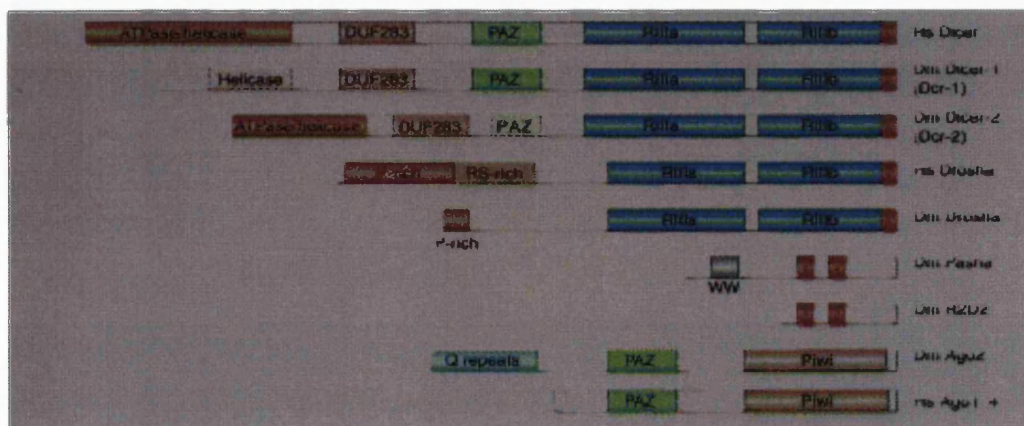 ATPase/helicase DUF283 PAZ RIIIa RIIIb Hs Dicer
Helicase DUF283 PAZ RIIIa RIIIb Dm Dicer-1
(Dcr-1)
ATPase/helicase DUF283 PAZ RIIIa RIIIb Dm Dicer-2
(Dcr-2)
RS-rich RIIIa RIIIb Hs Drosha
RIIIa RIIIb Dm Drosha
P-rich
Dm Pasha
WW
Dm R2D2
Q repeats PAZ Piwi Dm Ago2
PAZ Piwi Hs Ago1-4